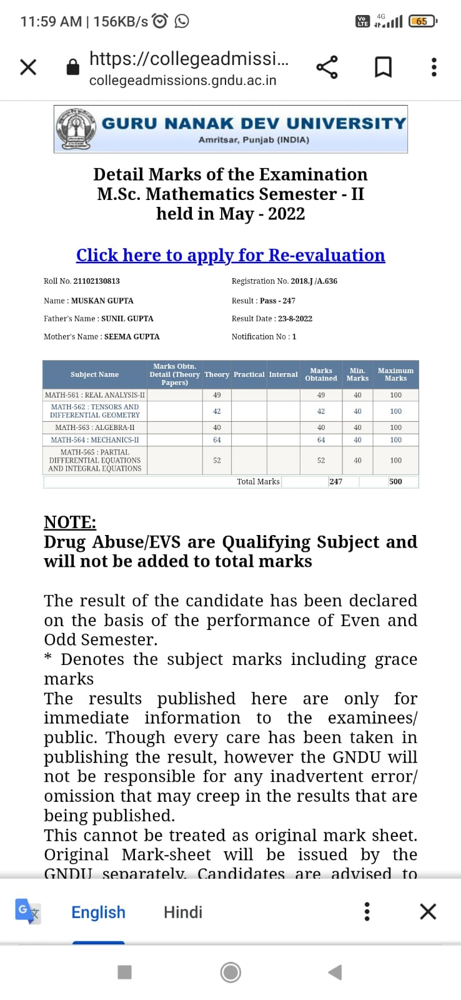 11:59 AM | 156KB/s
Vo LTE 4G 65
https://collegeadmissi...
collegeadmissions.gndu.ac.in
GURU NANAK DEV UNIVERSITY
Amritsar, Punjab (INDIA)
Detail Marks of the Examination
M.Sc. Mathematics Semester - II
held in May - 2022
Click here to apply for Re-evaluation
Roll No. 21102130813 Registration No. 2018.J/A.636
Name : MUSKAN GUPTA Result : Pass - 247
Father's Name : SUNIL GUPTA Result Date : 23-8-2022
Mother's Name : SEEMA GUPTA Notification No : 1
Subject Name Marks Obtn. Detail (Theory Papers) Theory Practical Internal Marks Obtained Min. Marks Maximum Marks
MATH-561 : REAL ANALYSIS-II 49 49 40 100
MATH-562 : TENSORS AND
DIFFERENTIAL GEOMETRY 42 42 40 100
MATH-563 : ALGEBRA-II 40 40 40 100
MATH-564 : MECHANICS-II 64 64 40 100
MATH-565 : PARTIAL
DIFFERENTIAL EQUATIONS 52 52 40 100
AND INTEGRAL EQUATIONS
Total Marks 247 500
NOTE:
Drug Abuse/EVS are Qualifying Subject and
will not be added to total marks
The result of the candidate has been declared
on the basis of the performance of Even and
Odd Semester.
* Denotes the subject marks including grace
marks
The results published here are only for
immediate information to the examinees/
public. Though every care has been taken in
publishing the result, however the GNDU will
not be responsible for any inadvertent error/
omission that may creep in the results that are
being published.
This cannot be treated as original mark sheet.
Original Mark-sheet will be issued by the
GNDU separately. Candidates are advised to
G 文
English Hindi